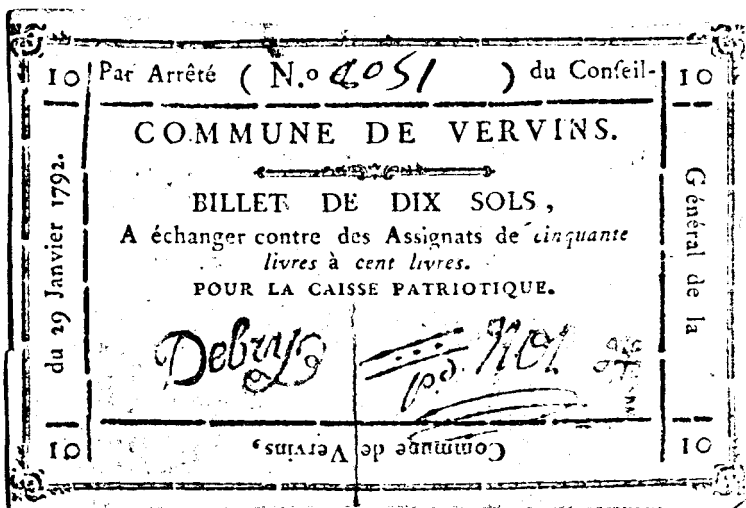 10 Par Arrêté ( N.o 4051 ) du Conseil- 10
Général de la
Commune de Vervins,
du 29 Janvier 1792.
COMMUNE DE VERVINS.
BILLET DE DIX SOLS,
A échanger contre des Assignats de cinquante
livres à cent livres.
POUR LA CAISSE PATRIOTIQUE.
Debry
10 10